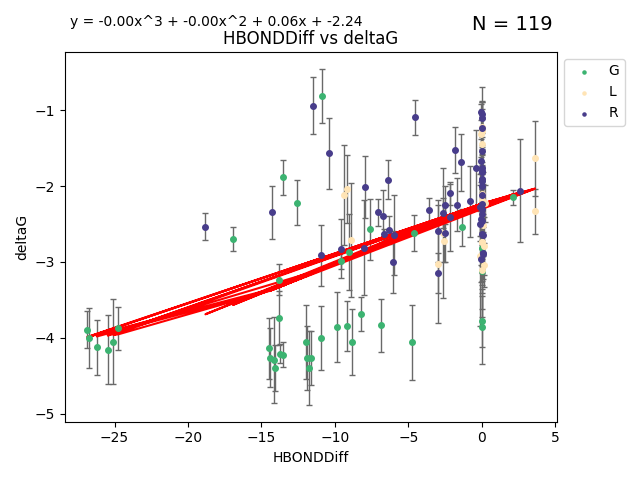 y = -0.00x^3 + -0.00x^2 + 0.06x + -2.24
N = 119
HBONDDiff vs deltaG
G
L
R
deltaG
−1
−2
−3
−4
−5
−25
−20
−15
−10
−5
0
5
HBONDDiff